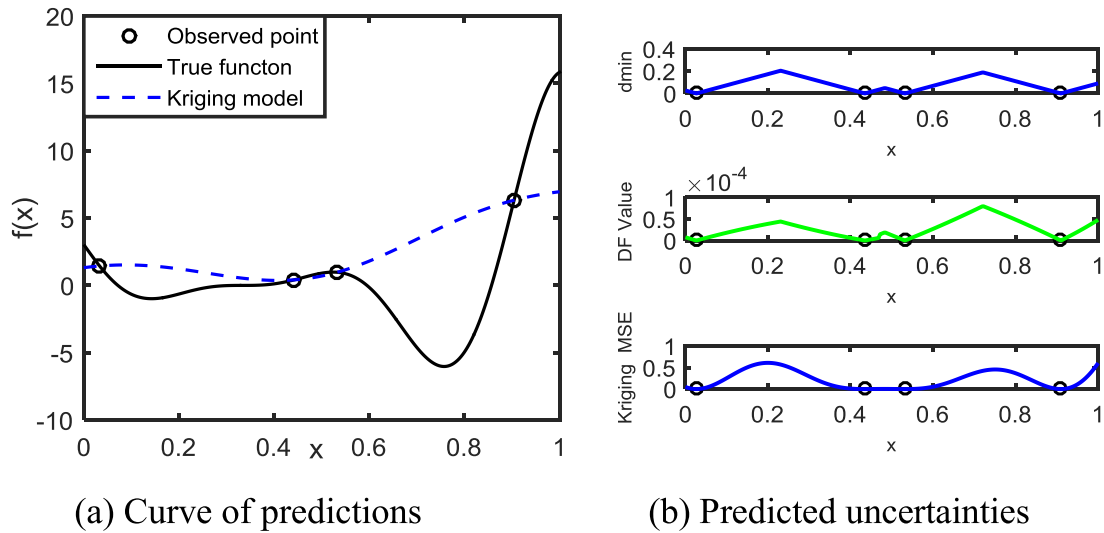 20
15
10
5
0
-5
-10
f(x)
Observed point
True functon
Kriging model
0 0.2 0.4 0.6 0.8 1
x
(a) Curve of predictions
0.4
0.2
0
dmin
0 0.2 0.4 0.6 0.8 1
x
×10-4
1
0.5
0
DF Value
0 0.2 0.4 0.6 0.8 1
x
1
0.5
0
Kriging MSE
0 0.2 0.4 0.6 0.8 1
x
(b) Predicted uncertainties